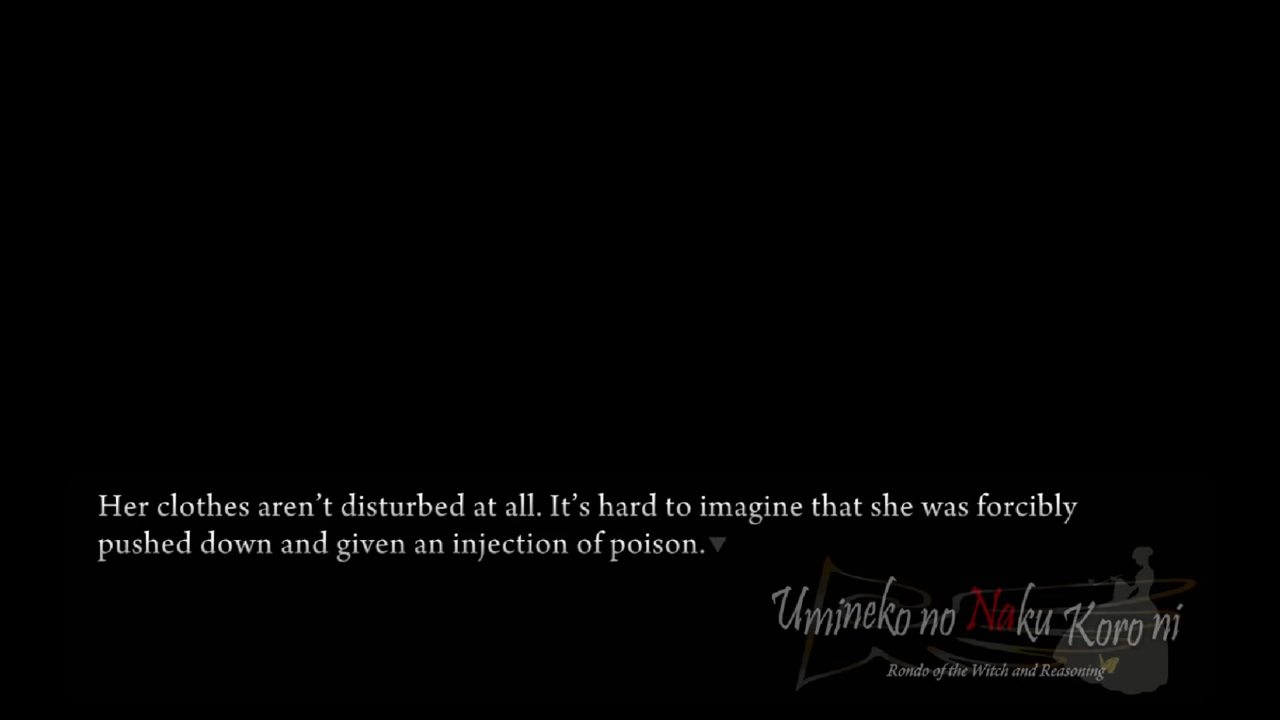 Her clothes aren't disturbed at all. It's hard to imagine that she was forcibly
pushed down and given an injection of poison.
Umineko no Naku Koro ni
Rondo of the Witch and Reasoning